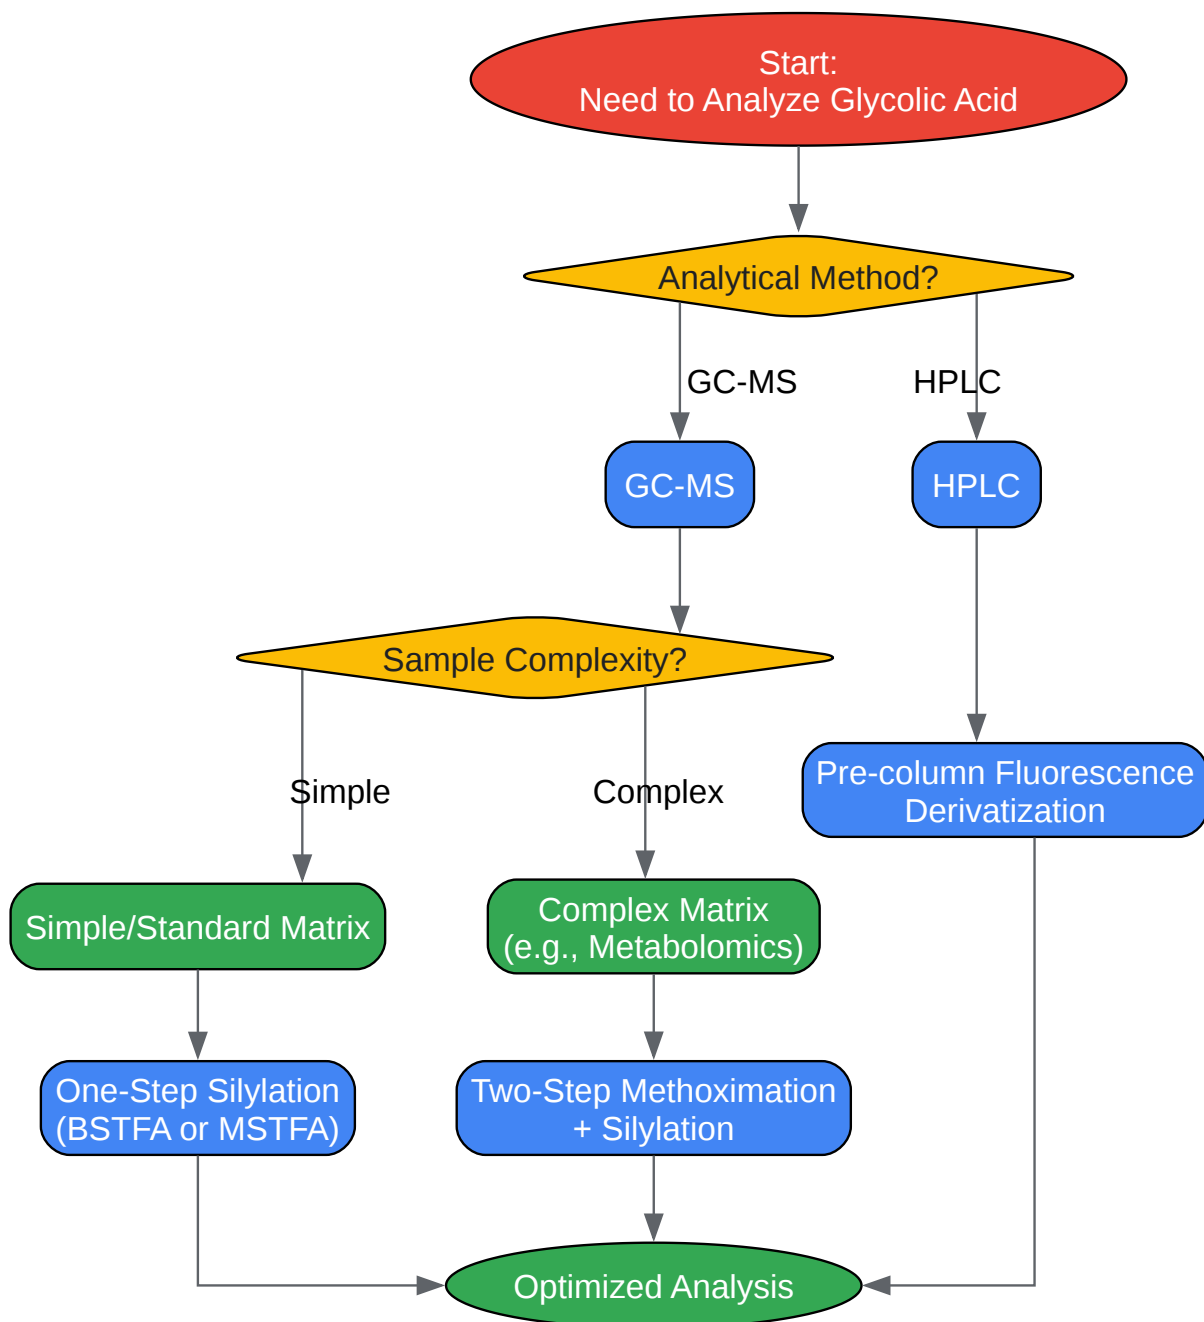 Start:
Need to Analyze Glycolic Acid
Analytical Method?
GC-MS
HPLC
GC-MS
HPLC
Sample Complexity?
Simple
Complex
Pre-column Fluorescence
Derivatization
Simple/Standard Matrix
Complex Matrix
(e.g., Metabolomics)
One-Step Silylation
(BSTFA or MSTFA)
Two-Step Methoximation
+ Silylation
Optimized Analysis